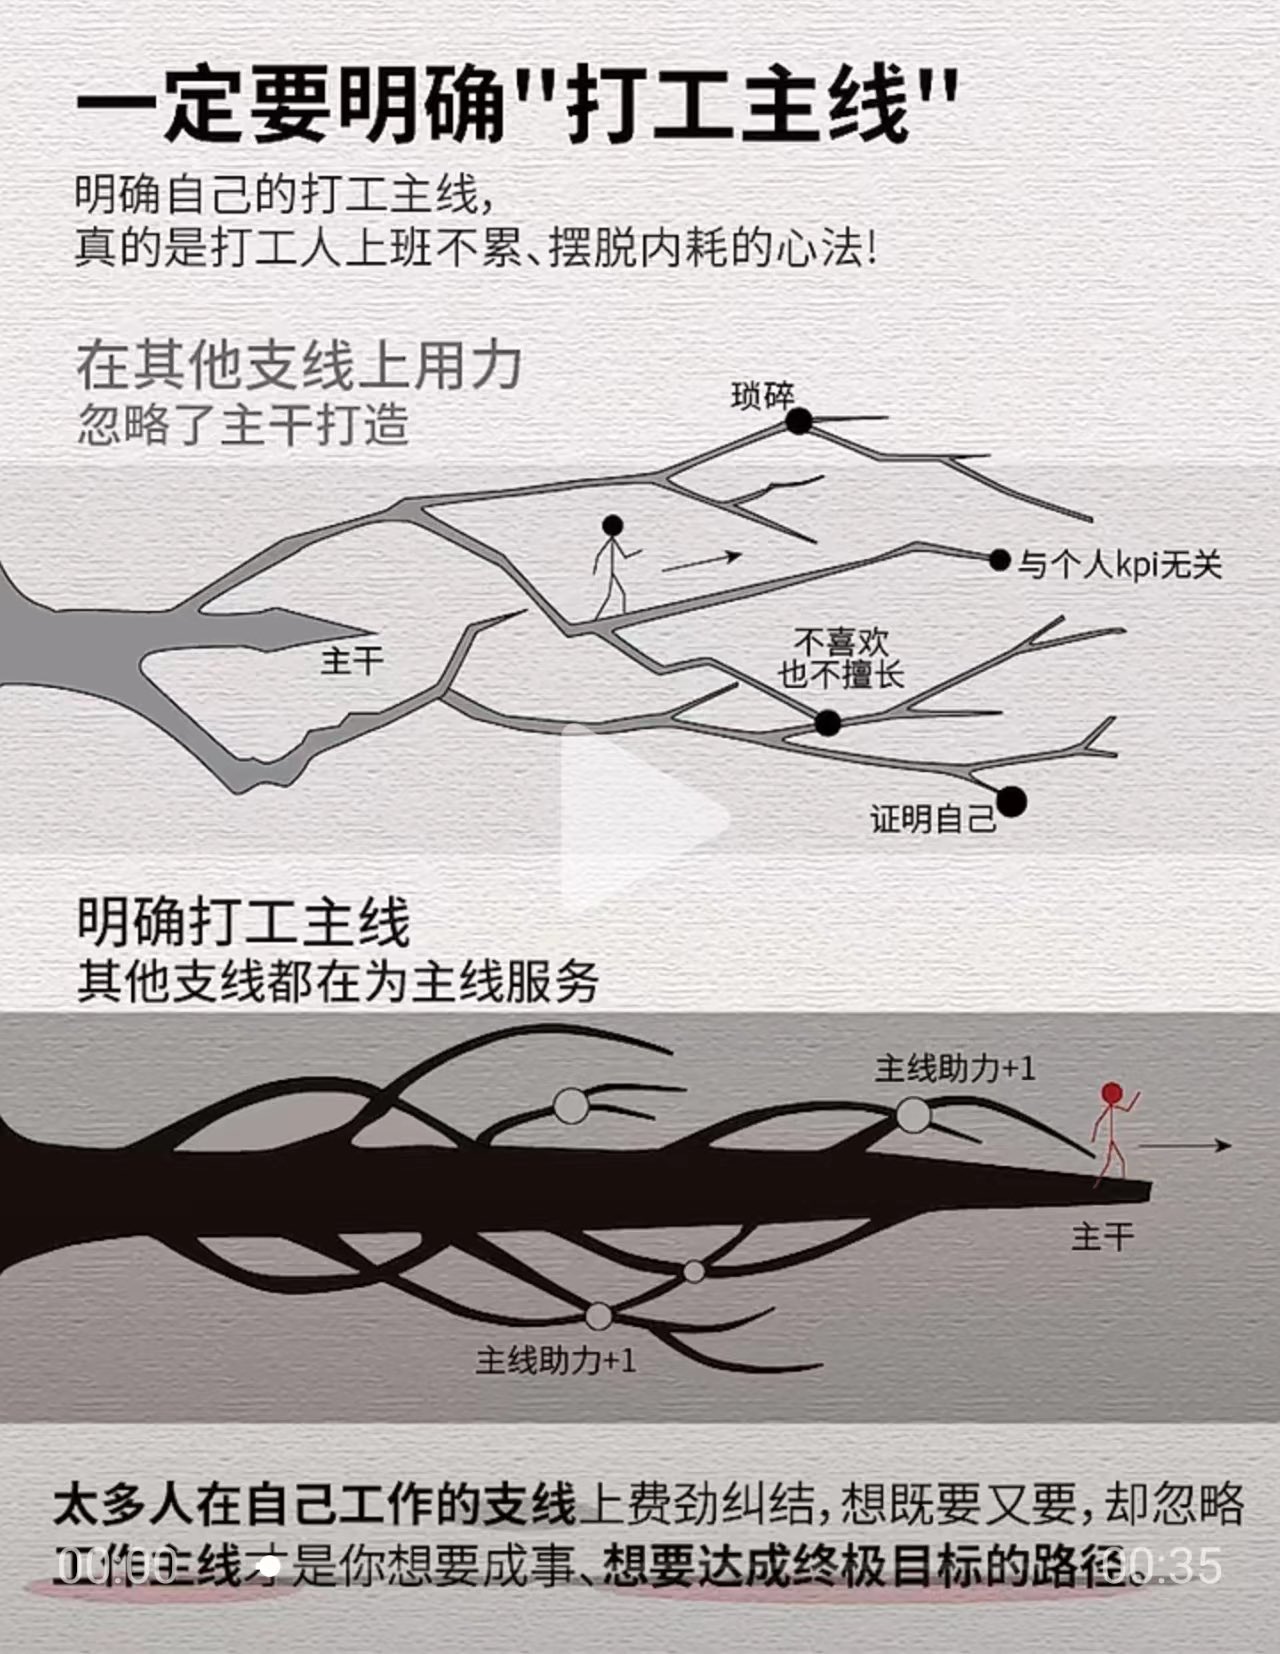 一定要明确"打工主线"
明确自己的打工主线，
真的是打工人上班不累、摆脱内耗的心法！
在其他支线上用力
忽略了主干打造
琐碎
与个人kpi无关
主干
不喜欢
也不擅长
证明自己
明确打工主线
其他支线都在为主线服务
主线助力+1
主干
主线助力+1
太多人在自己工作的支线上费劲纠结，想既要又要，却忽略
工作主线才是你想要成事、想要达成终极目标的路径。
00:00
00:35